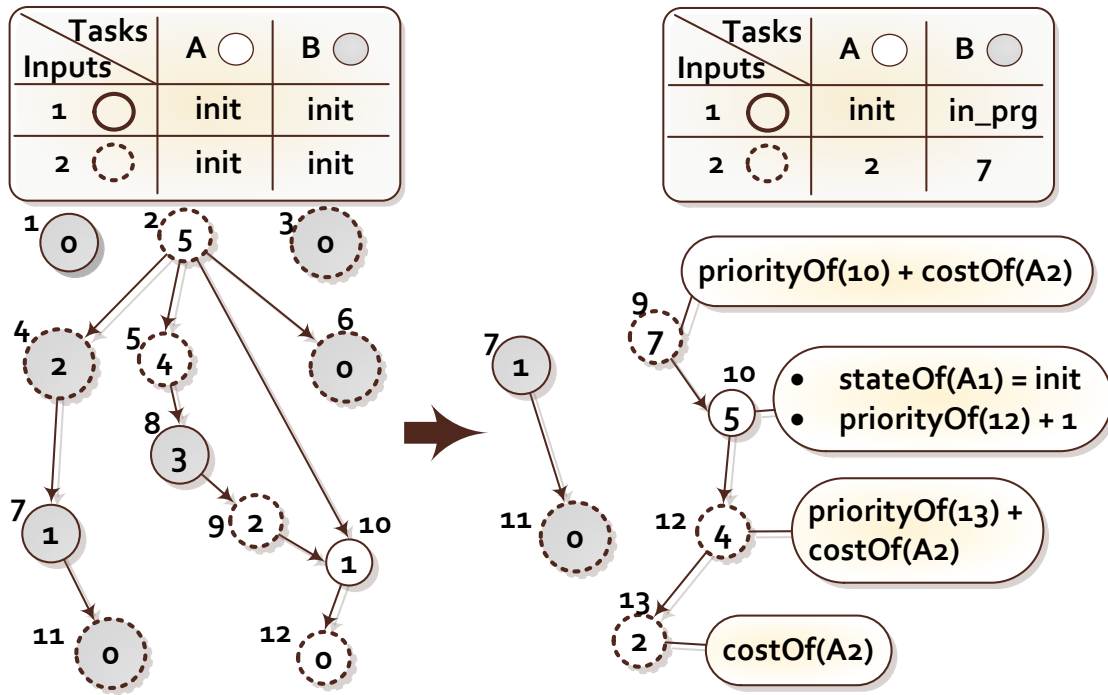 Tasks
Inputs
A
B
1
init
init
2
init
init
1
0
2
5
3
0
4
2
5
4
6
0
8
3
7
1
9
2
10
1
11
0
12
0
Tasks
Inputs
A
B
1
init
in_prg
2
2
7
7
1
11
0
priorityOf(10) + costOf(A2)
9
7
10
5
• stateOf(A1) = init
• priorityOf(12) + 1
12
4
priorityOf(13) +
costOf(A2)
13
2
costOf(A2)